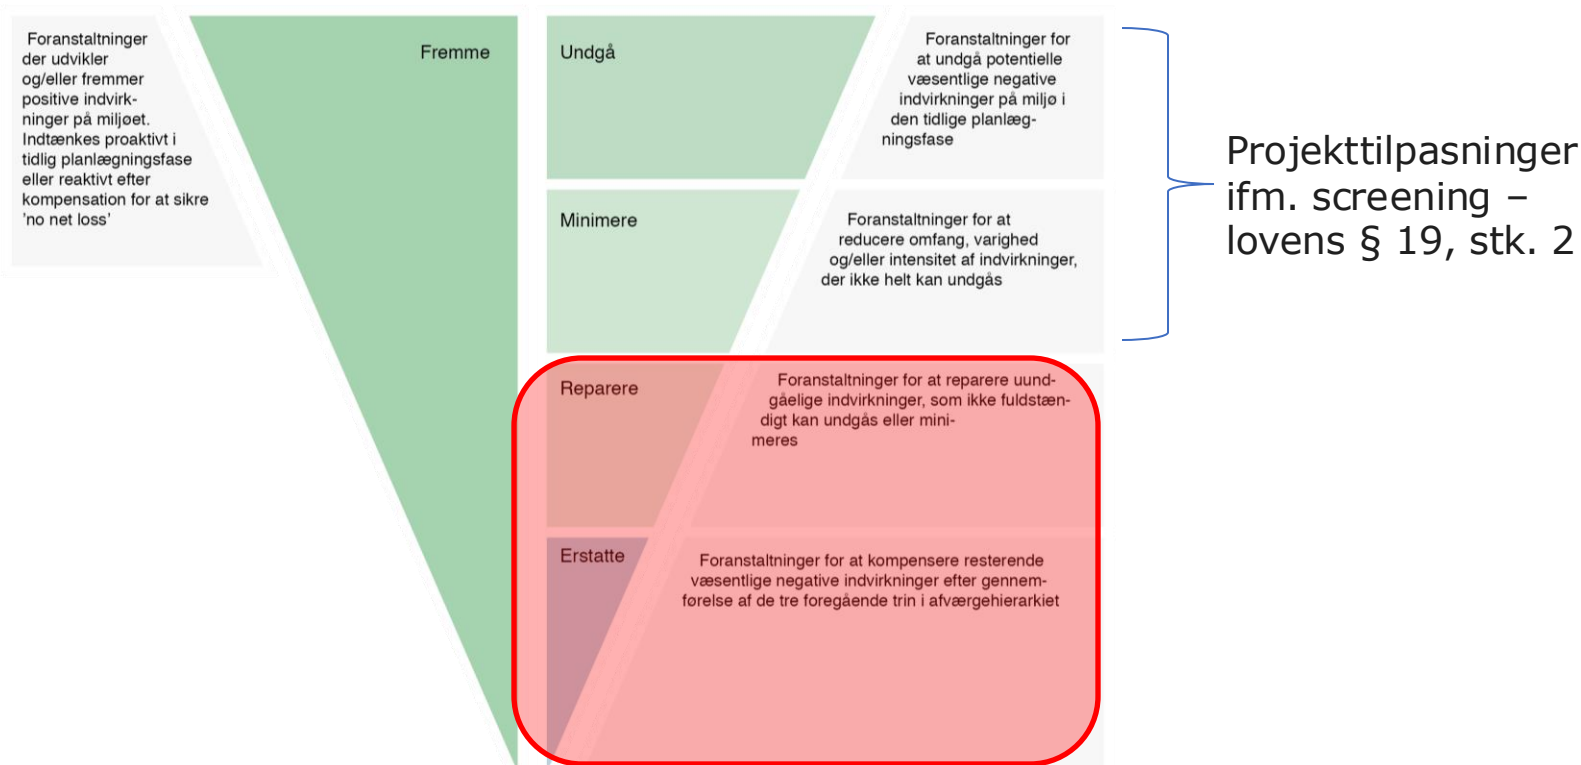 Foranstaltninger
der udvikler
og/eller fremmer
positive indvirk-
ninger på miljøet.
Indtænkes proaktivt i
tidlig planlægningsfase
eller reaktivt efter
kompensation for at sikre
’no net loss’
Fremme
Undgå
Foranstaltninger for
at undgå potentielle
væsentlige negative
indvirkninger på miljø i
den tidlige planlæg-
ningsfase
Minimere
Foranstaltninger for at
reducere omfang, varighed
og/eller intensitet af indvirkninger,
der ikke helt kan undgås
Projekttilpasninger
ifm. screening –
lovens § 19, stk. 2
Reparere
Foranstaltninger for at reparere uund-
gåelige indvirkninger, som ikke fuldstæn-
digt kan undgås eller mini-
meres
Erstatte
Foranstaltninger for at kompensere resterende
væsentlige negative indvirkninger efter gennem-
førelse af de tre foregående trin i afværgehierarkiet